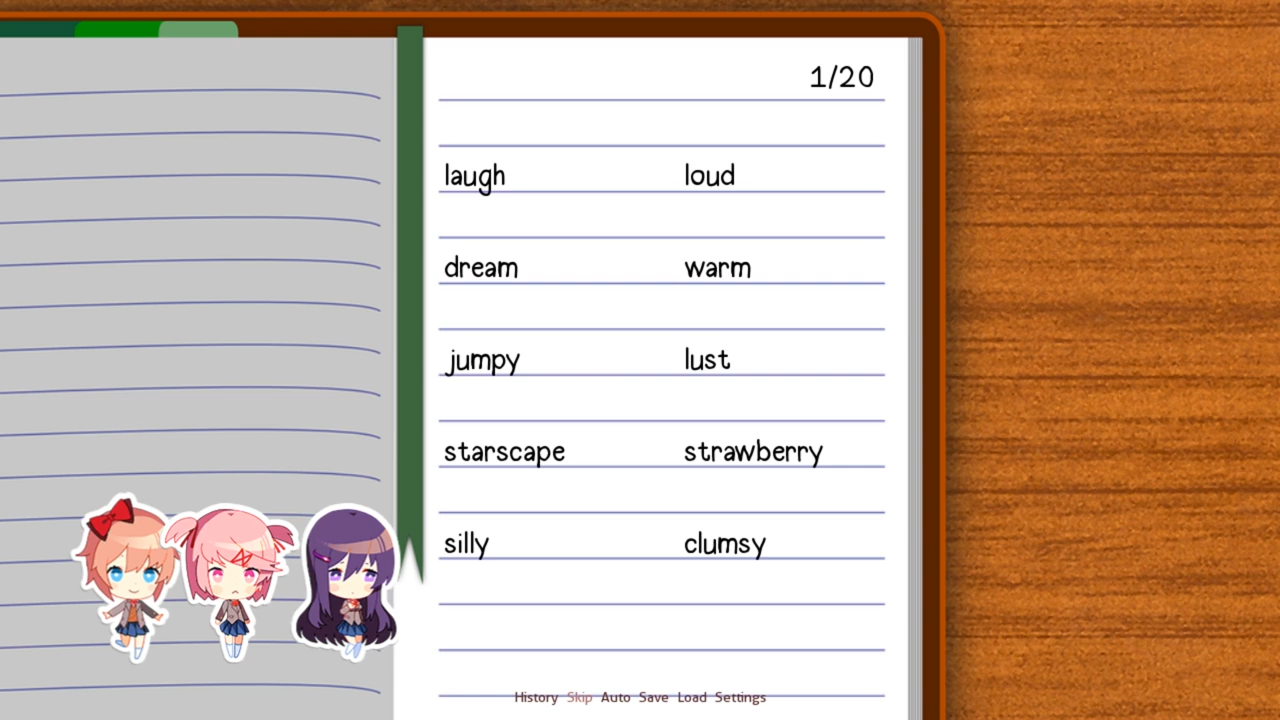 1/20
laugh loud
dream warm
jumpy lust
starscape strawberry
silly clumsy
History Skip Auto Save Load Settings